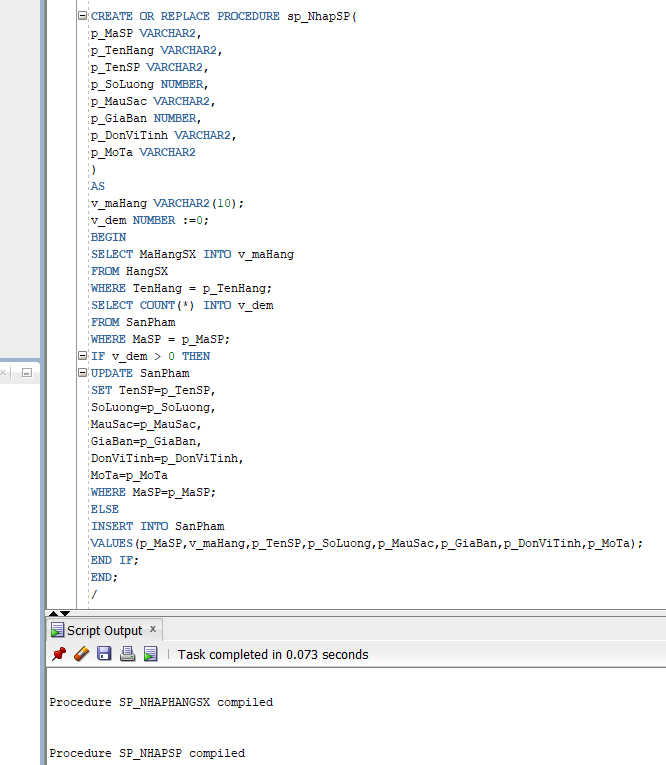 CREATE OR REPLACE PROCEDURE sp_NhapSP(
p_MaSP VARCHAR2,
p_TenHang VARCHAR2,
p_TenSP VARCHAR2,
p_SoLuong NUMBER,
p_MauSac VARCHAR2,
p_GiaBan NUMBER,
p_DonViTinh VARCHAR2,
p_MoTa VARCHAR2
)
AS
v_maHang VARCHAR2(10);
v_dem NUMBER :=0;
BEGIN
SELECT MaHangSX INTO v_maHang
FROM HangSX
WHERE TenHang = p_TenHang;
SELECT COUNT(*) INTO v_dem
FROM SanPham
WHERE MaSP = p_MaSP;
IF v_dem > 0 THEN
UPDATE SanPham
SET TenSP=p_TenSP,
SoLuong=p_SoLuong,
MauSac=p_MauSac,
GiaBan=p_GiaBan,
DonViTinh=p_DonViTinh,
MoTa=p_MoTa
WHERE MaSP=p_MaSP;
ELSE
INSERT INTO SanPham
VALUES(p_MaSP,v_maHang,p_TenSP,p_SoLuong,p_MauSac,p_GiaBan,p_DonViTinh,p_MoTa);
END IF;
END;
/
Script Output x
Task completed in 0.073 seconds
Procedure SP_NHAPHANGSX compiled
Procedure SP_NHAPSP compiled